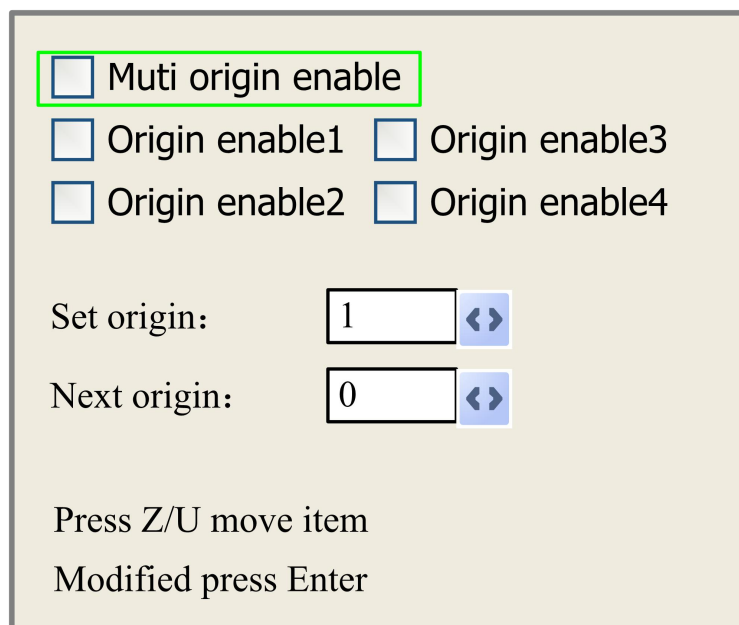 Muti origin enable
Origin enable1 Origin enable3
Origin enable2 Origin enable4
Set origin： 1
Next origin： 0
Press Z/U move item
Modified press Enter